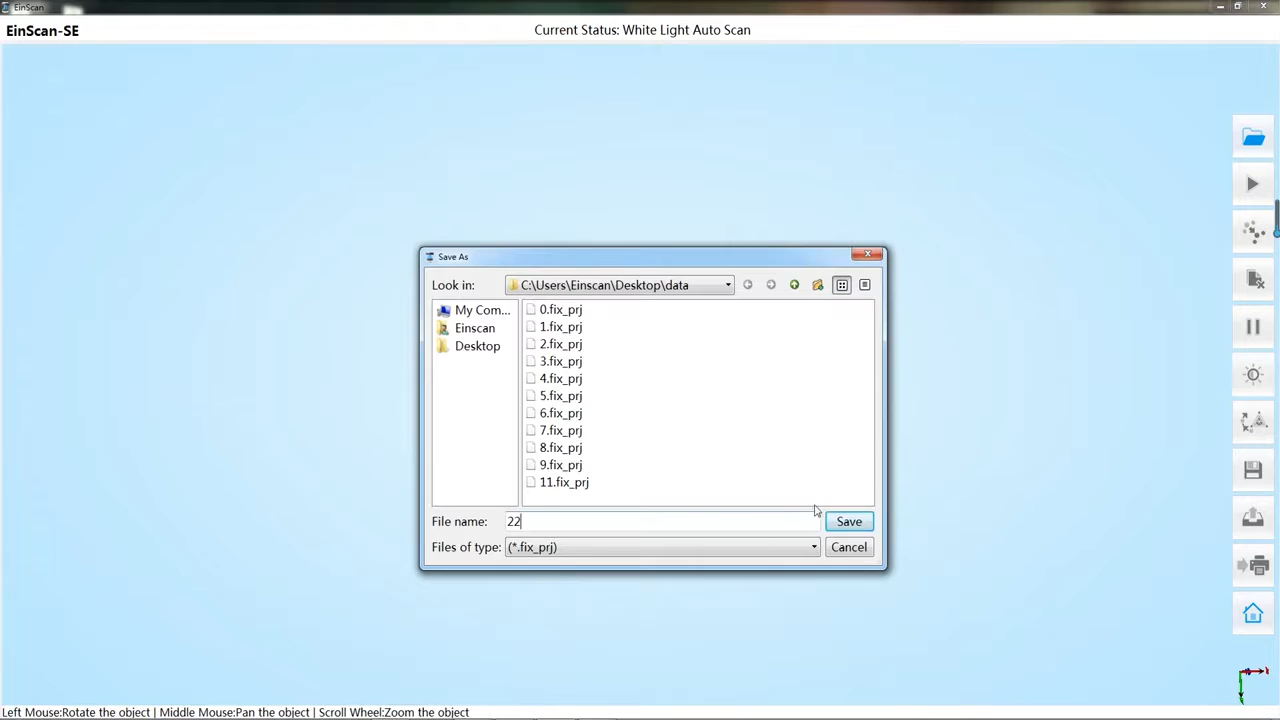 EinScan
EinScan-SE
Current Status: White Light Auto Scan
Save As
Look in:
C:\Users\Einscan\Desktop\data
My Com...
Einscan
Desktop
0.fix_prj
1.fix_prj
2.fix_prj
3.fix_prj
4.fix_prj
5.fix_prj
6.fix_prj
7.fix_prj
8.fix_prj
9.fix_prj
11.fix_prj
File name: 22 Save
Files of type: (*.fix_prj) Cancel
Left Mouse:Rotate the object | Middle Mouse:Pan the object | Scroll Wheel:Zoom the object